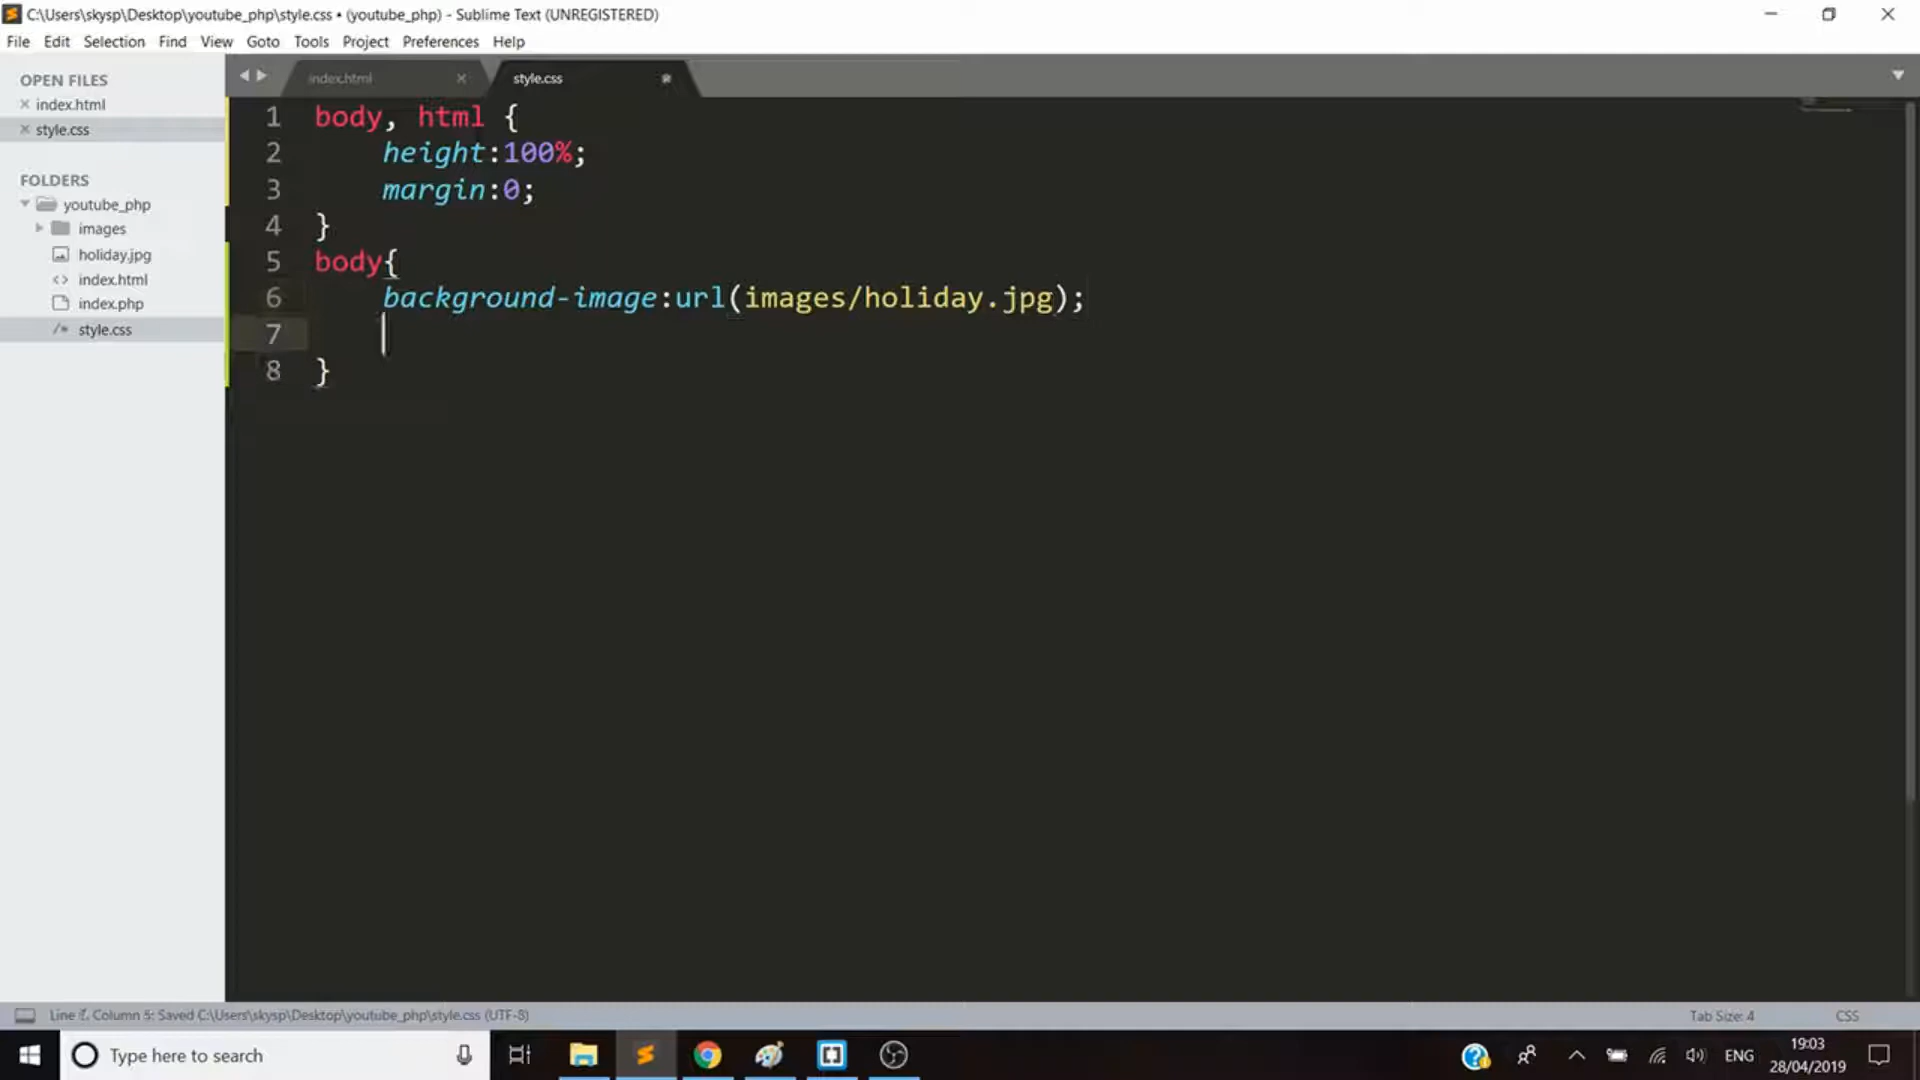 C:\Users\skysp\Desktop\youtube_php\style.css • (youtube_php) - Sublime Text (UNREGISTERED)
File Edit Selection Find View Goto Tools Project Preferences Help
OPEN FILES
index.html
style.css
FOLDERS
youtube_php
images
holiday.jpg
index.html
index.php
style.css
index.html
style.css
1 body, html {
2 height:100%;
3 margin:0;
4 }
5 body{
6 background-image:url(images/holiday.jpg);
7
8 }
Line 7, Column 5; Saved C:\Users\skysp\Desktop\youtube_php\style.css (UTF-8)
Tab Size: 4
CSS
Type here to search
ENG
19:03
28/04/2019